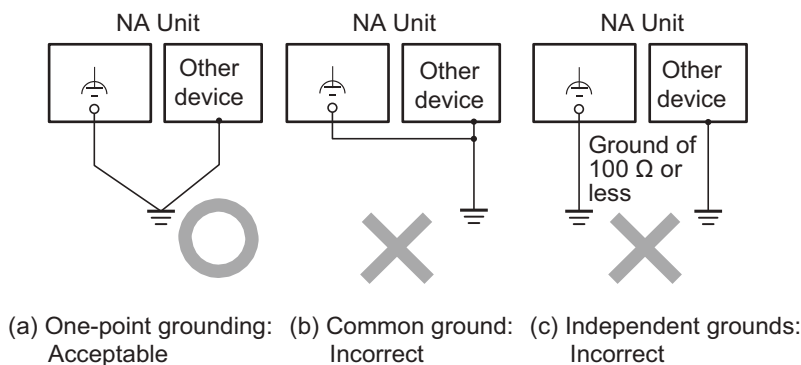 NA Unit
NA Unit
NA Unit
Other
device
Other
device
Other
device
Ground of
100 Ω or
less
(a) One-point grounding:
Acceptable
(b) Common ground:
Incorrect
(c) Independent grounds:
Incorrect